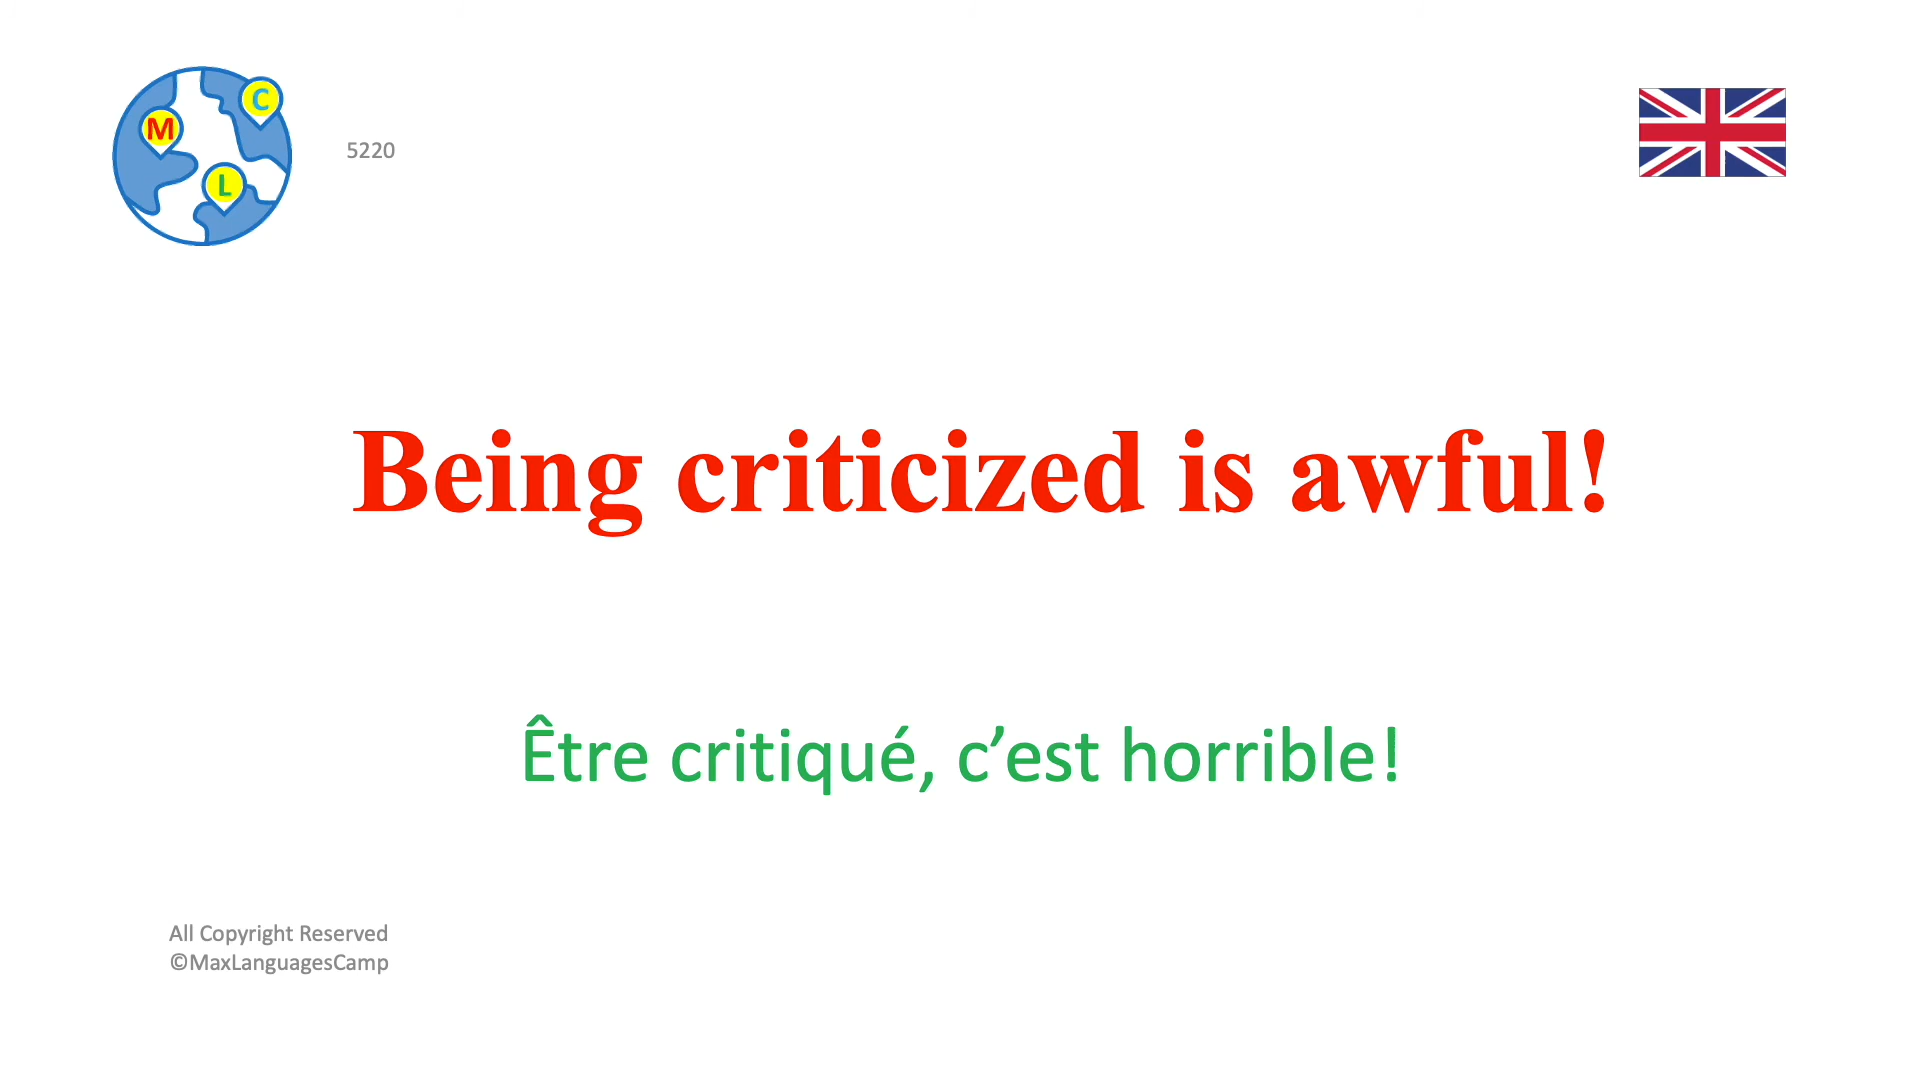 C
M
5220
L
Being criticized is awful!
Être critiqué, c’est horrible!
All Copyright Reserved
©MaxLanguagesCamp